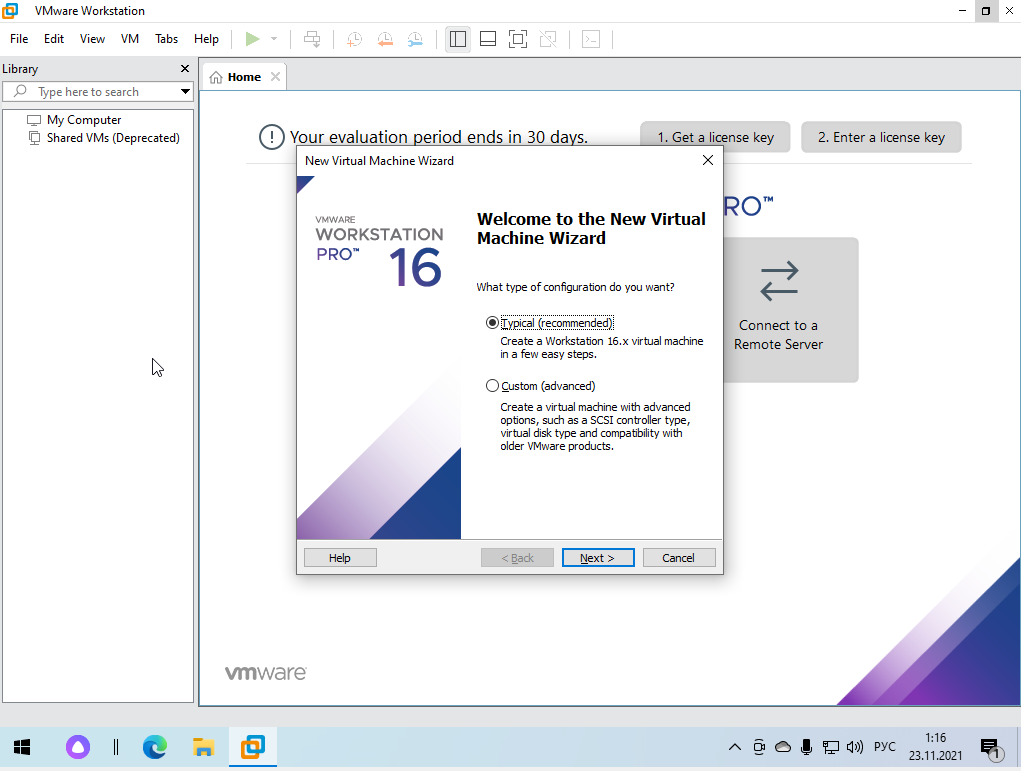 VMware Workstation
File Edit View VM Tabs Help
Library
Type here to search
My Computer
Shared VMs (Deprecated)
Home
Your evaluation period ends in 30 days.
1. Get a license key
2. Enter a license key
New Virtual Machine Wizard
VMWARE
WORKSTATION
PRO™ 16
Welcome to the New Virtual
Machine Wizard
What type of configuration do you want?
Typical (recommended)
Create a Workstation 16.x virtual machine
in a few easy steps.
Custom (advanced)
Create a virtual machine with advanced
options, such as a SCSI controller type,
virtual disk type and compatibility with
older VMware products.
Help
< Back
Next >
Cancel
RO™
Connect to a
Remote Server
vmware
РУС
1:16
23.11.2021
1